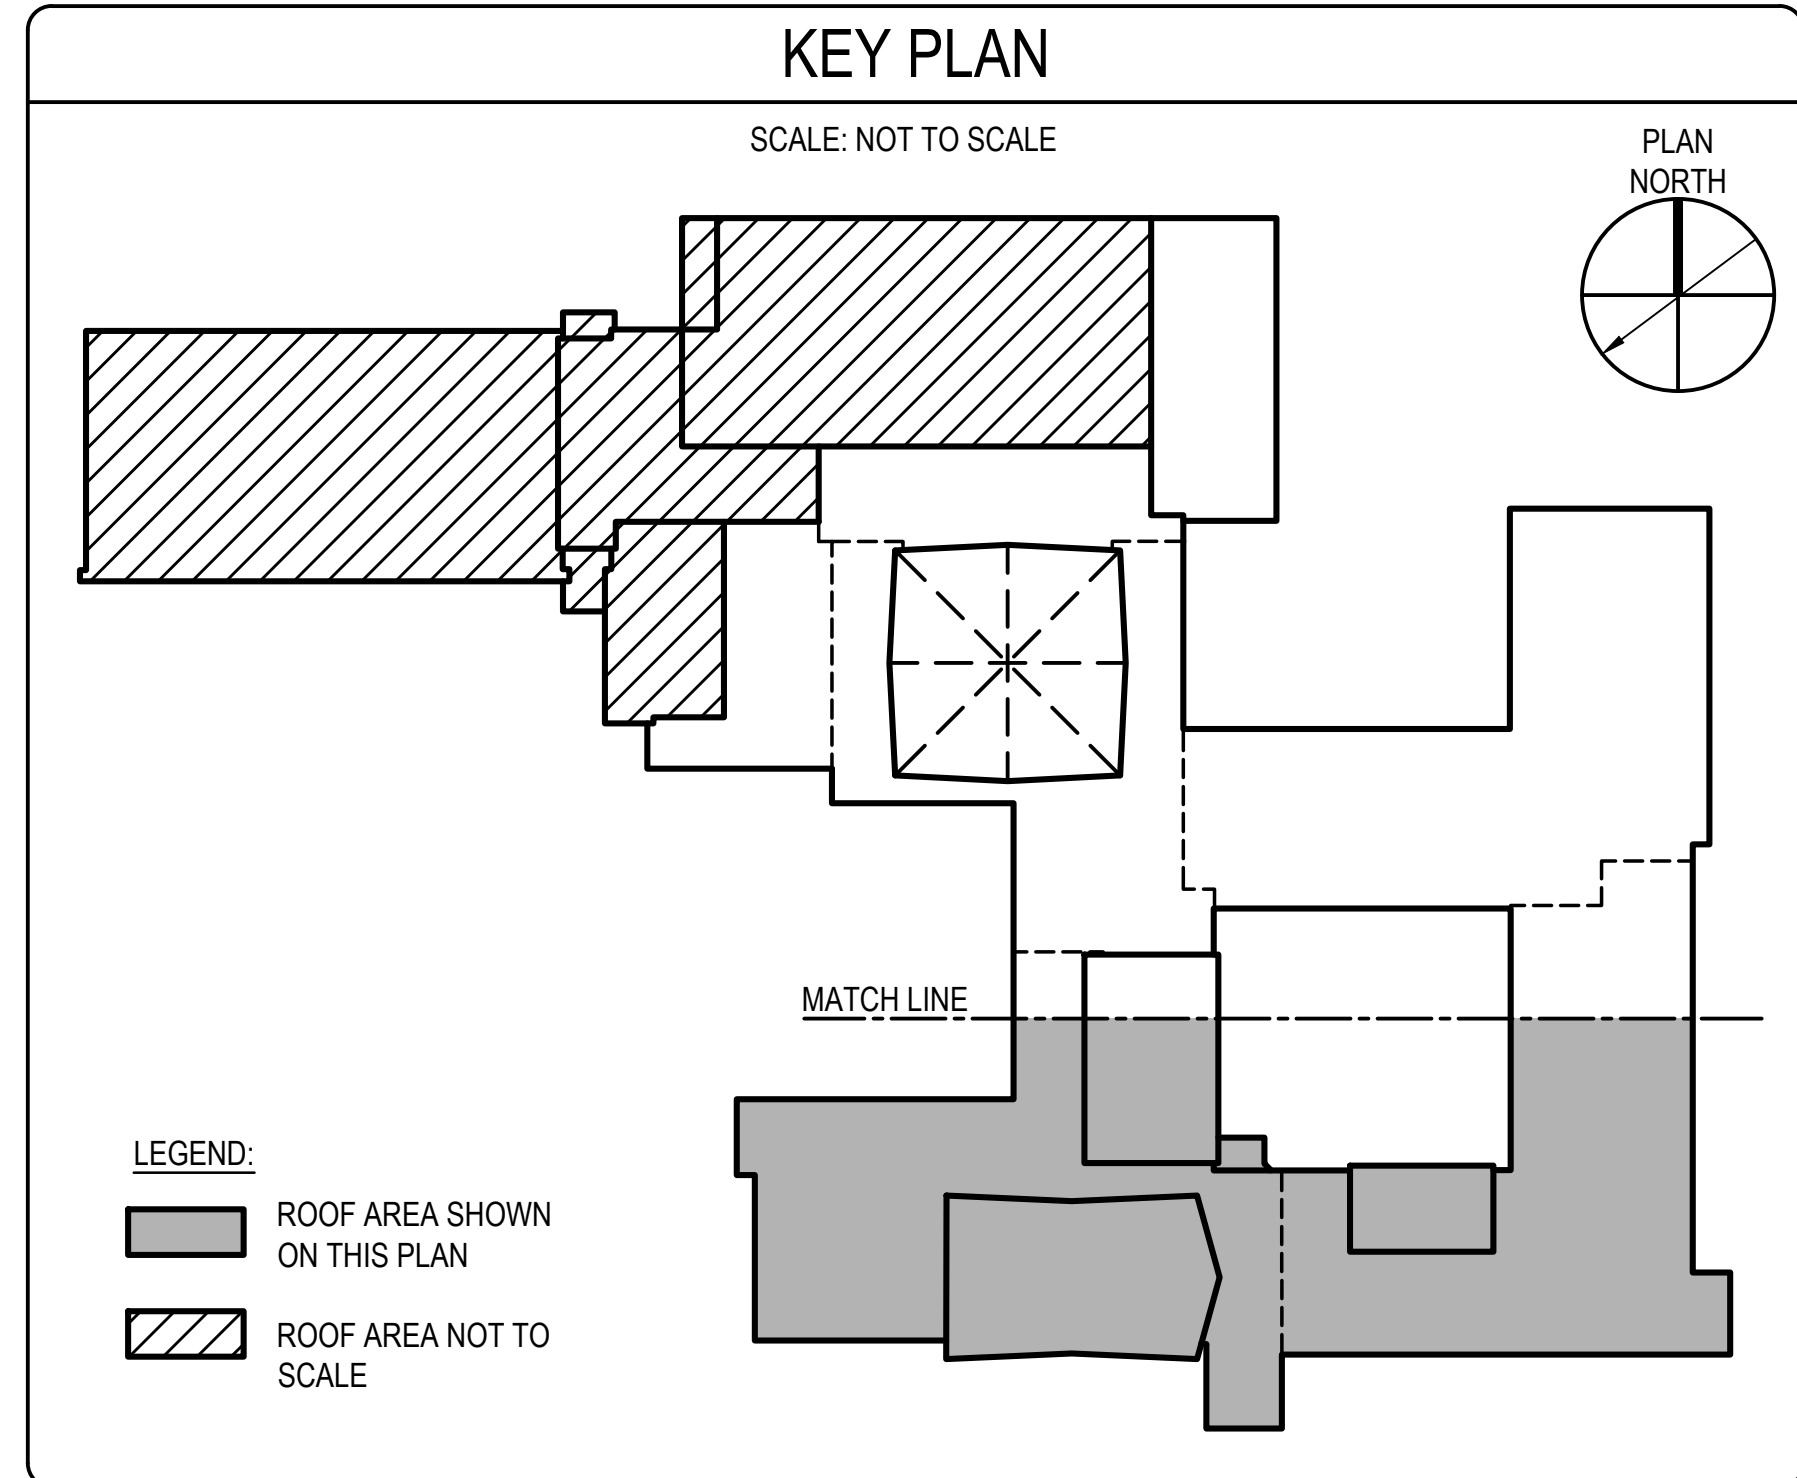 KEY PLAN
SCALE: NOT TO SCALE
PLAN
NORTH
MATCH LINE
LEGEND:
ROOF AREA SHOWN
ON THIS PLAN
ROOF AREA NOT TO
SCALE